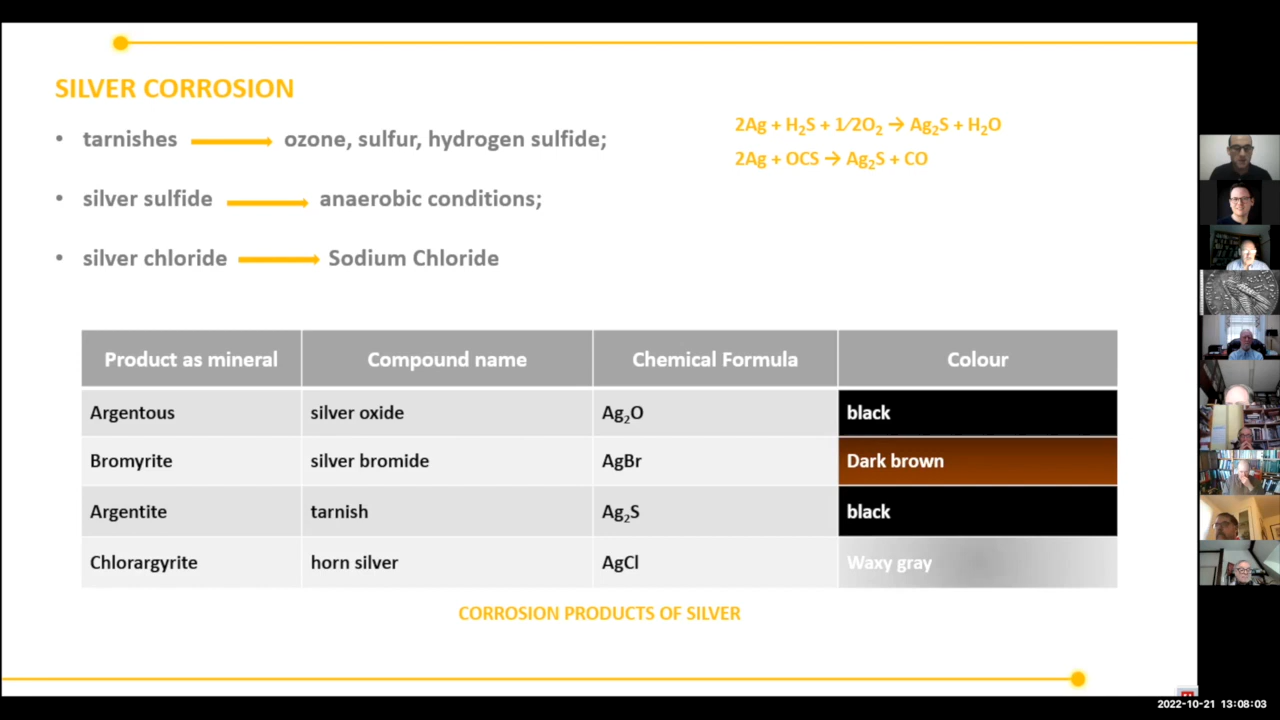 SILVER CORROSION
• tarnishes → ozone, sulfur, hydrogen sulfide;
• silver sulfide → anaerobic conditions;
• silver chloride → Sodium Chloride
2Ag + H₂S + 1⁄2O₂ → Ag₂S + H₂O
2Ag + OCS → Ag₂S + CO
Product as mineral Compound name Chemical Formula Colour
Argentous silver oxide Ag₂O black
Bromyrite silver bromide AgBr Dark brown
Argentite tarnish Ag₂S black
Chlorargyrite horn silver AgCl Waxy gray
CORROSION PRODUCTS OF SILVER
2022-10-21 13:08:03